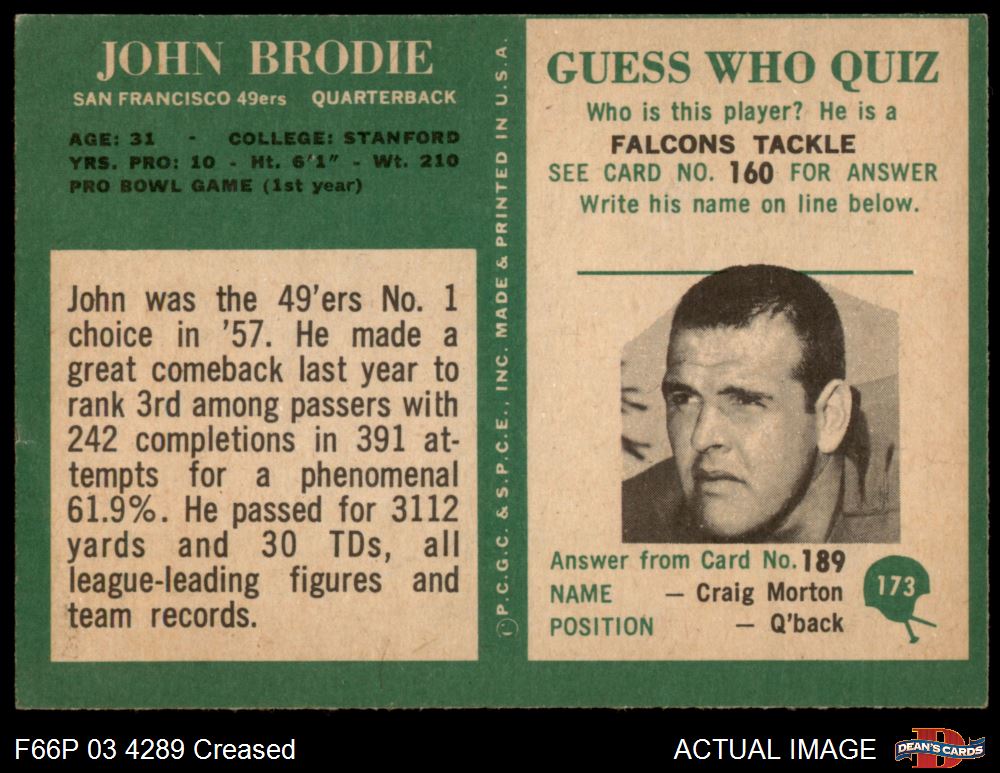 JOHN BRODIE
SAN FRANCISCO 49ers QUARTERBACK
AGE: 31 - COLLEGE: STANFORD
YRS. PRO: 10 - Ht. 6'1" - Wt. 210
PRO BOWL GAME (1st year)
John was the 49'ers No. 1
choice in '57. He made a
great comeback last year to
rank 3rd among passers with
242 completions in 391 at-
tempts for a phenomenal
61.9%. He passed for 3112
yards and 30 TDs, all
league-leading figures and
team records.
©P.C.G.C. & S.P.C.E., INC. MADE & PRINTED IN U.S.A.
GUESS WHO QUIZ
Who is this player? He is a
FALCONS TACKLE
SEE CARD NO. 160 FOR ANSWER
Write his name on line below.
Answer from Card No. 189
NAME — Craig Morton
POSITION — Q'back
173
F66P 03 4289 Creased
ACTUAL IMAGE
D
DEAN'S CARDS